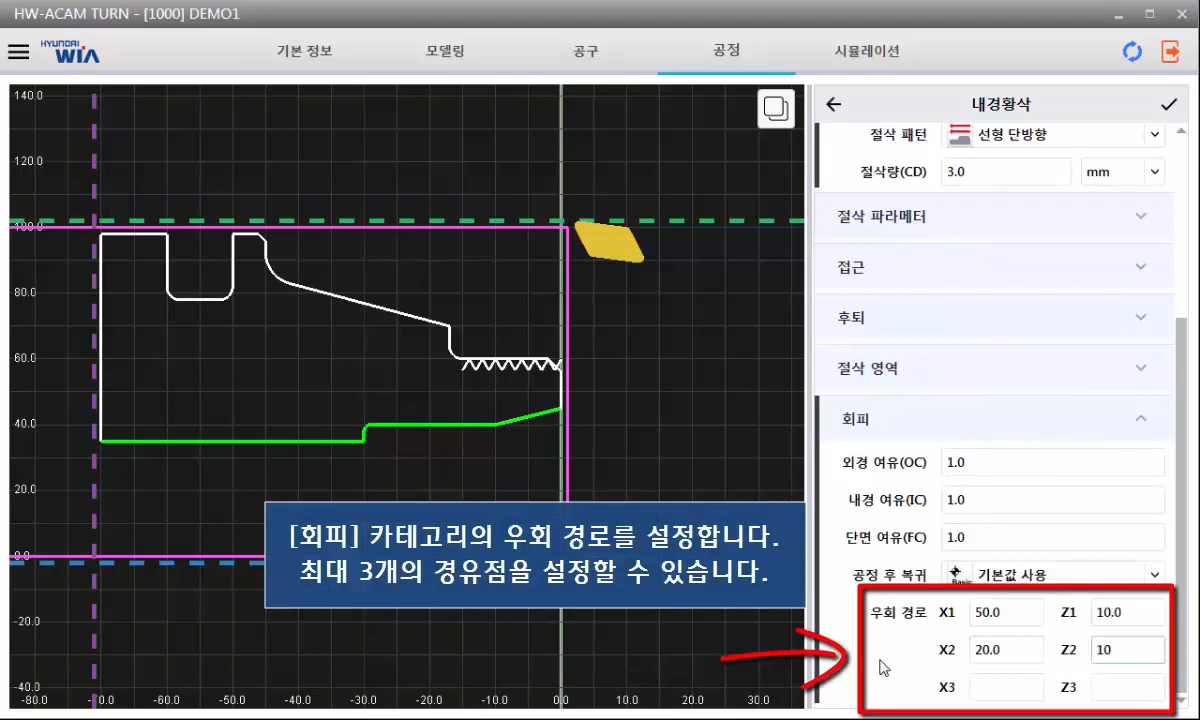 HW-ACAM TURN - [1000] DEMO1
HYUNDAI
WIA
기본 정보
모델링
공구
공정
시뮬레이션
140.0
120.0
100.0
80.0
60.0
40.0
20.0
0.0
-20.0
-40.0
-80.0
-70.0
-60.0
-50.0
-40.0
-30.0
-20.0
-10.0
0.0
10.0
20.0
30.0
[회피] 카테고리의 우회 경로를 설정합니다.
최대 3개의 경유점을 설정할 수 있습니다.
내경황삭
절삭 패턴 선형 단방향
절삭량(CD) 3.0 mm
절삭 파라메터
접근
후퇴
절삭 영역
회피
외경 여유(OC) 1.0
내경 여유(IC) 1.0
단면 여유(FC) 1.0
공정 후 복귀 Basic 기본값 사용
우회 경로 X1 50.0 Z1 10.0
X2 20.0 Z2 10
X3 Z3